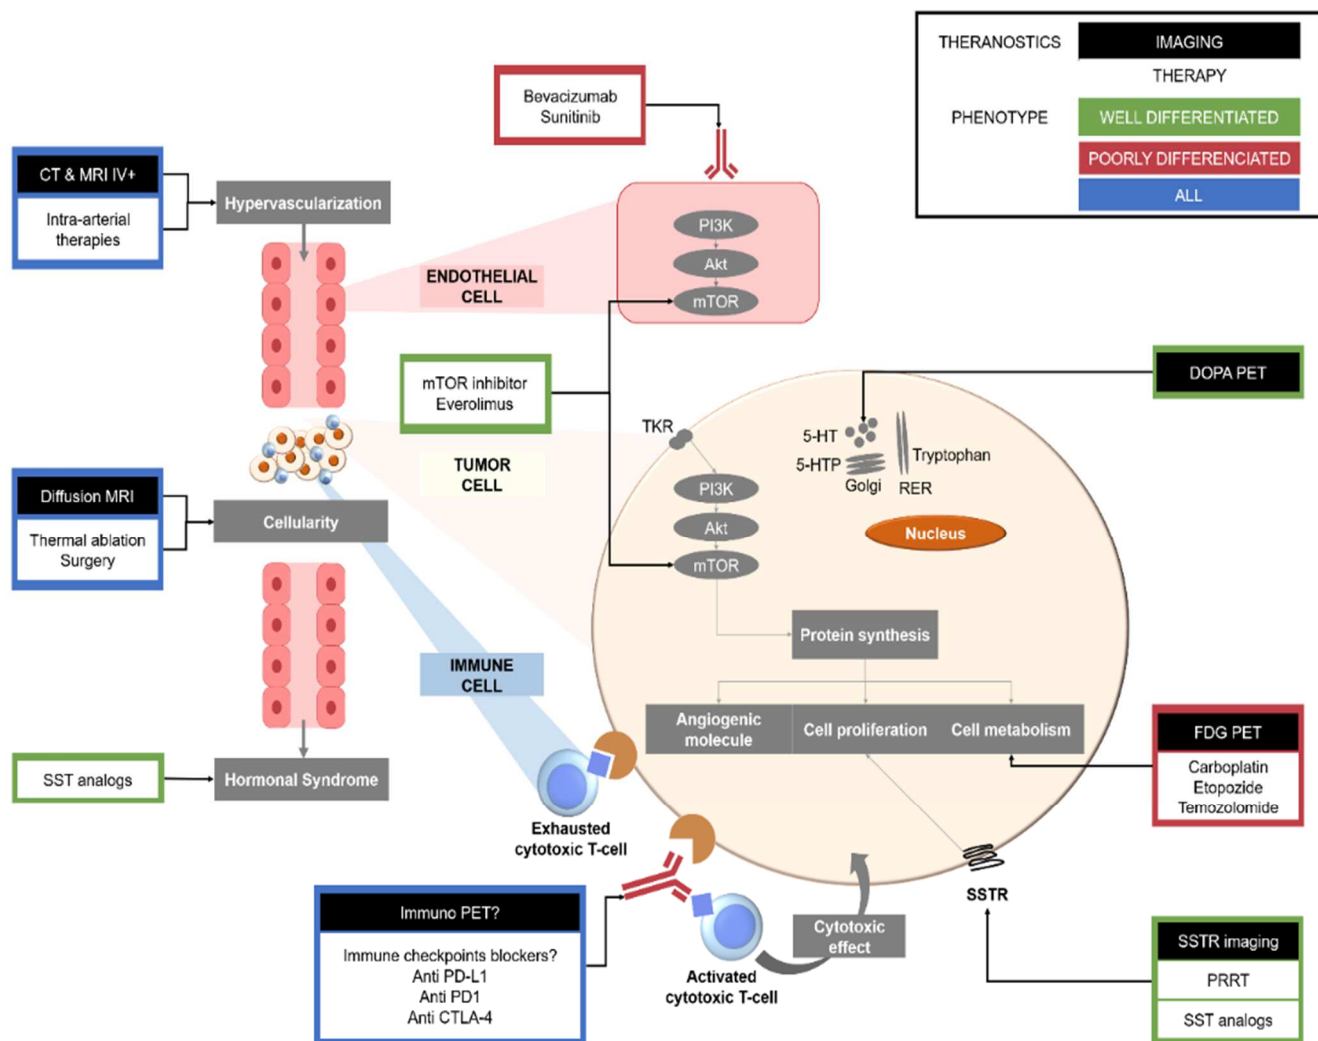 THERANOSTICS
IMAGING
THERAPY
PHENOTYPE
WELL DIFFERENTIATED
POORLY DIFFERENCIATED
ALL
Bevacizumab
Sunitinib
CT & MRI IV+
Intra-arterial
therapies
Hypervascularization
PI3K
Akt
mTOR
ENDOTHELIAL
CELL
mTOR inhibitor
Everolimus
DOPA PET
TKR
5-HT
5-HTP
Golgi
Tryptophan
RER
TUMOR
CELL
PI3K
Akt
mTOR
Nucleus
Diffusion MRI
Thermal ablation
Surgery
Cellularity
Protein synthesis
IMMUNE
CELL
Angiogenic
molecule
Cell proliferation
Cell metabolism
FDG PET
Carboplatin
Etopozide
Temozolomide
SST analogs
Hormonal Syndrome
Exhausted
cytotoxic T-cell
SSTR
Immuno PET?
Immune checkpoints blockers?
Anti PD-L1
Anti PD1
Anti CTLA-4
Cytotoxic
effect
Activated
cytotoxic T-cell
SSTR imaging
PRRT
SST analogs